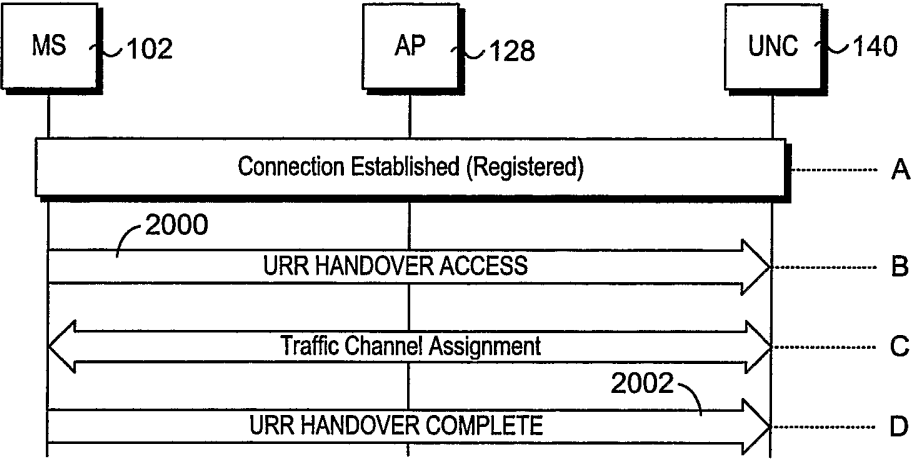 MS 102 AP 128 UNC 140
Connection Established (Registered) A
2000
URR HANDOVER ACCESS B
Traffic Channel Assignment C
2002
URR HANDOVER COMPLETE D